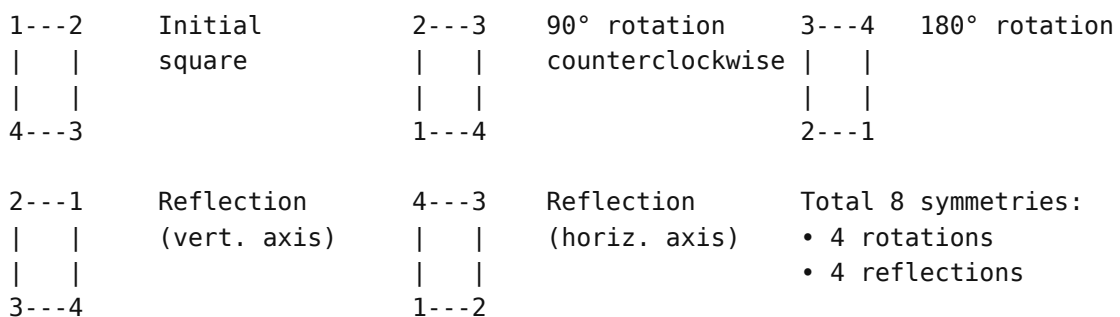 1---2 Initial 2---3 90° rotation 3---4 180° rotation
| | square | | counterclockwise | |
| | | | | |
4---3 1---4 2---1
2---1 Reflection 4---3 Reflection Total 8 symmetries:
| | (vert. axis) | | (horiz. axis) • 4 rotations
| | | | • 4 reflections
3---4 1---2